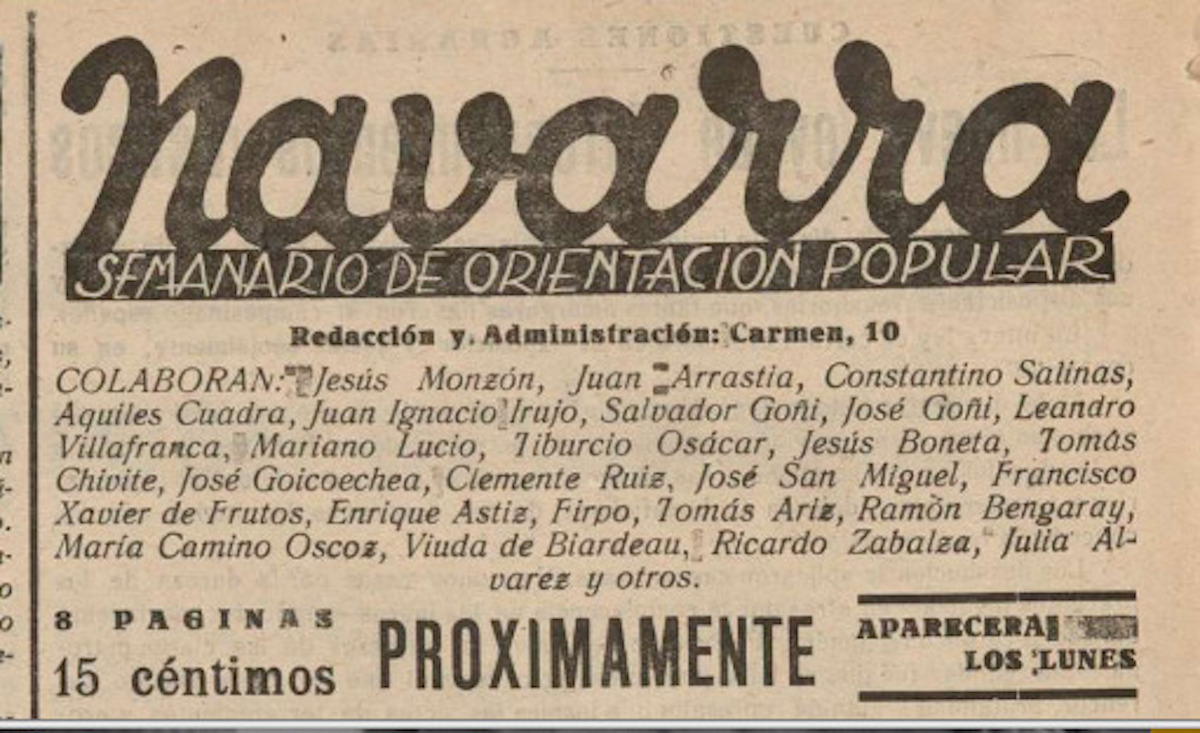 Navarra
SEMANARIO DE ORIENTACION POPULAR
Redacción y Administración: Carmen, 10
COLABORAN: Jesús Monzón, Juan Arrastia, Constantino Salinas,
Aquiles Cuadra, Juan Ignacio Irujo, Salvador Goñi, José Goñi, Leandro
Villafranca, Mariano Lucio, Tiburcio Osácar, Jesús Boneta, Tomás
Chivite, José Goicoechea, Clemente Ruiz, José San Miguel, Francisco
Xavier de Frutos, Enrique Astiz, Firpo, Tomás Ariz, Ramòn Bengaray,
María Camino Oscoz, Viuda de Biardeau, Ricardo Zabalza, Julia Al-
varez y otros.
8 PAGINAS
15 céntimos
PROXIMAMENTE
APARECERA
LOS LUNES